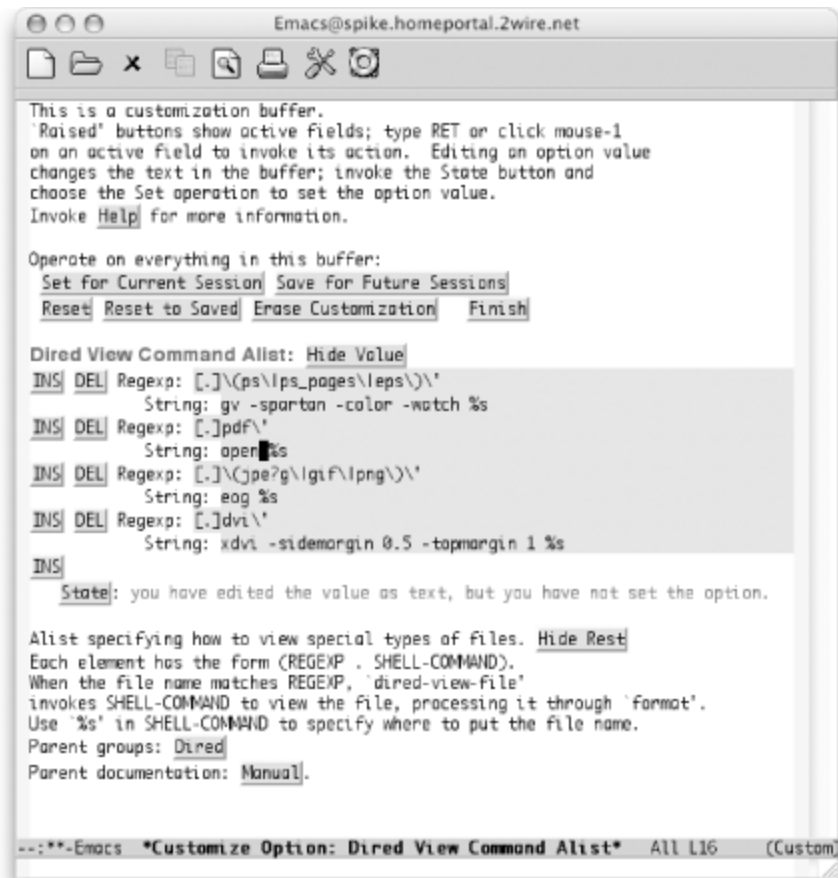 Emacs@spike.homeportal.2wire.net
This is a customization buffer.
`Raised' buttons show active fields; type RET or click mouse-1
on an active field to invoke its action.  Editing an option value
changes the text in the buffer; invoke the State button and
choose the Set operation to set the option value.
Invoke Help for more information.
Operate on everything in this buffer:
Set for Current Session Save for Future Sessions
Reset Reset to Saved Erase Customization Finish
Dired View Command Alist: Hide Value
INS DEL Regexp: [.]\(ps\|ps_pages\|eps\)\'
String: gv -spartan -color -watch %s
INS DEL Regexp: [.]pdf\'
String: open %s
INS DEL Regexp: [.]\(jpe?g\|gif\|png\)\'
String: eog %s
INS DEL Regexp: [.]dvi\'
String: xdvi -sidemargin 0.5 -topmargin 1 %s
INS
State: you have edited the value as text, but you have not set the option.
Alist specifying how to view special types of files. Hide Rest
Each element has the form (REGEXP . SHELL-COMMAND).
When the file name matches REGEXP, `dired-view-file'
invokes SHELL-COMMAND to view the file, processing it through `format'.
Use `%s' in SHELL-COMMAND to specify where to put the file name.
Parent groups: Dired
Parent documentation: Manual.
--:**-Emacs  *Customize Option: Dired View Command Alist*   All L16     (Custom)